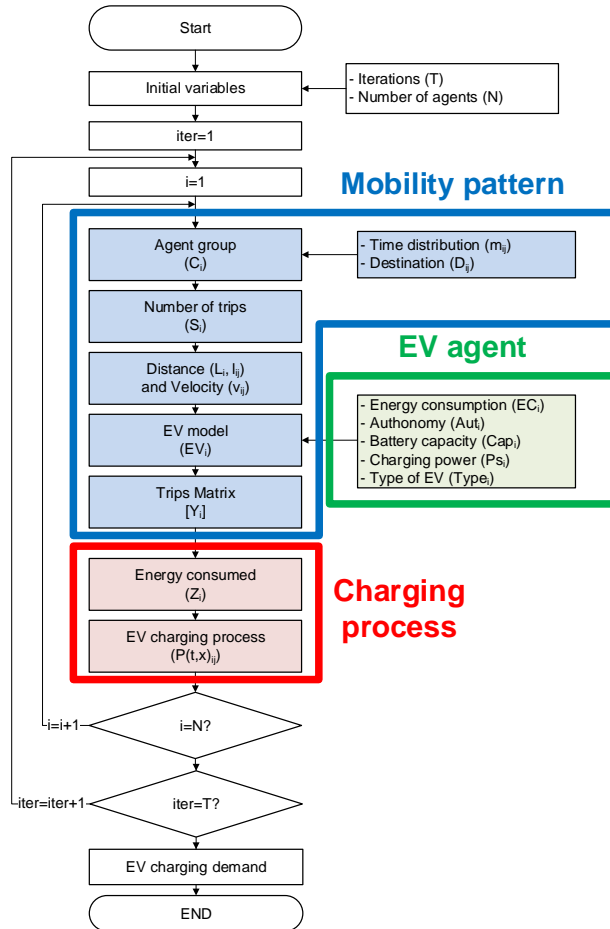 Start
Initial variables
- Iterations (T)
- Number of agents (N)
iter=1
i=1
Mobility pattern
Agent group
(Cᵢ)
- Time distribution (mᵢⱼ)
- Destination (Dᵢⱼ)
Number of trips
(Sᵢ)
Distance (Lᵢ, lᵢⱼ)
and Velocity (vᵢⱼ)
EV agent
EV model
(EVᵢ)
- Energy consumption (ECᵢ)
- Authonomy (Autᵢ)
- Battery capacity (Capᵢ)
- Charging power (Psᵢ)
- Type of EV (Typeᵢ)
Trips Matrix
[Yᵢ]
Energy consumed
(Zᵢ)
Charging
process
EV charging process
(P(t,x)ᵢⱼ)
i=i+1
i=N?
iter=iter+1
iter=T?
EV charging demand
END